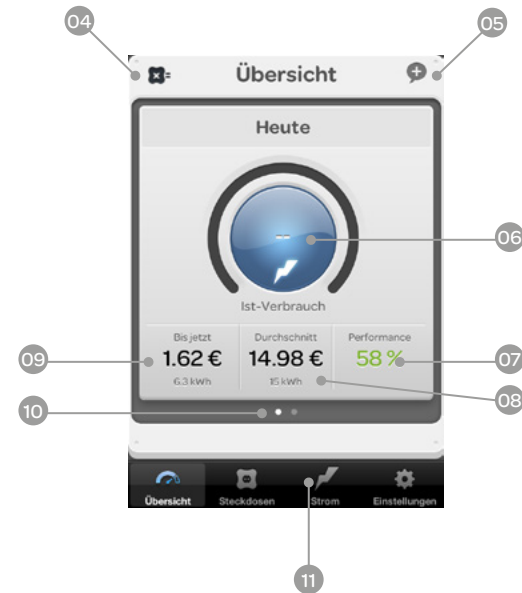 04
05
Übersicht
Heute
--
06
Ist-Verbrauch
Bis jetzt
Durchschnitt
Performance
09
1.62 €
14.98 €
58 %
07
6.3 kWh
15 kWh
08
10
11
Übersicht
Steckdosen
Strom
Einstellungen